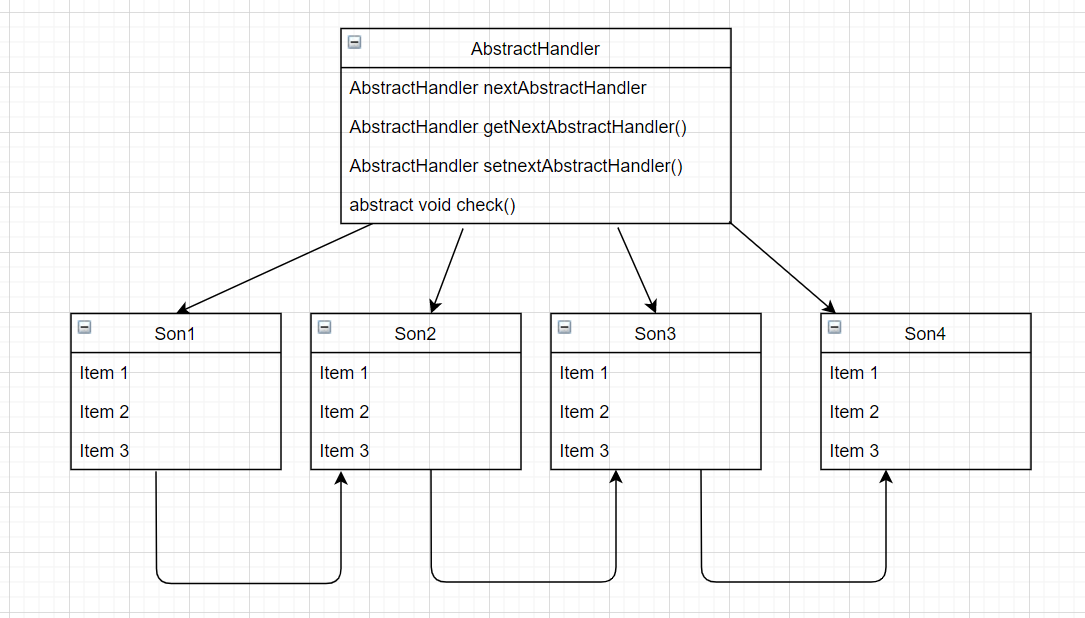 AbstractHandler
AbstractHandler nextAbstractHandler
AbstractHandler getNextAbstractHandler()
AbstractHandler setnextAbstractHandler()
abstract void check()
Son1
Item 1
Item 2
Item 3
Son2
Item 1
Item 2
Item 3
Son3
Item 1
Item 2
Item 3
Son4
Item 1
Item 2
Item 3